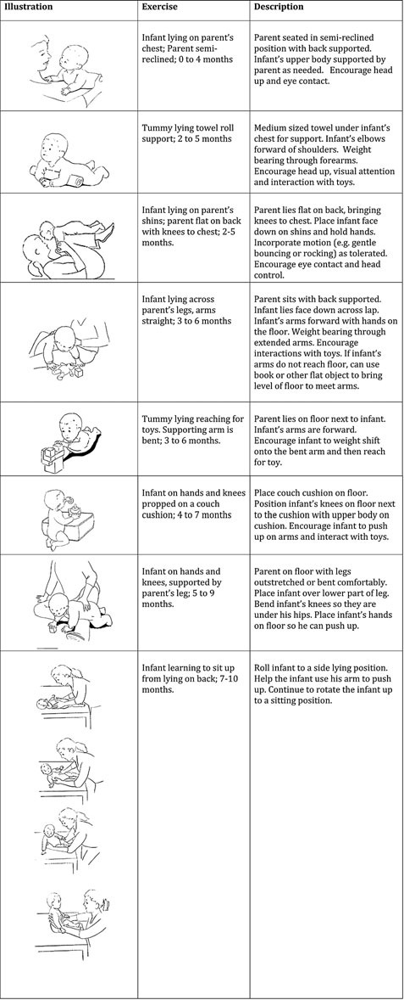 Illustration
Exercise
Description
Infant lying on parent's
chest; Parent semi-
reclined; 0 to 4 months
Parent seated in semi-reclined
position with back supported.
Infant's upper body supported by
parent as needed.  Encourage head
up and eye contact.
Tummy lying towel roll
support; 2 to 5 months
Medium sized towel under infant's
chest for support. Infant's elbows
forward of shoulders.  Weight
bearing through forearms.
Encourage head up, visual attention
and interaction with toys.
Infant lying on parent's
shins; parent flat on back
with knees to chest; 2-5
months.
Parent lies flat on back, bringing
knees to chest. Place infant face
down on shins and hold hands.
Incorporate motion (e.g. gentle
bouncing or rocking) as tolerated.
Encourage eye contact and head
control.
Infant lying across
parent's legs, arms
straight; 3 to 6 months
Parent sits with back supported.
Infant lies face down across lap.
Infant's arms forward with hands on
the floor. Weight bearing through
extended arms. Encourage
interactions with toys. If infant's
arms do not reach floor, can use
book or other flat object to bring
level of floor to meet arms.
Tummy lying reaching for
toys. Supporting arm is
bent; 3 to 6 months.
Parent lies on floor next to infant.
Infant's arms are forward.
Encourage infant to weight shift
onto the bent arm and then reach
for toy.
Infant on hands and knees
propped on a couch
cushion; 4 to 7 months
Place couch cushion on floor.
Position infant's knees on floor next
to the cushion with upper body on
cushion. Encourage infant to push
up on arms and interact with toys.
Infant on hands and
knees, supported by
parent's leg; 5 to 9
months.
Parent on floor with legs
outstretched or bent comfortably.
Place infant over lower part of leg.
Bend infant's knees so they are
under his hips. Place infant's hands
on floor so he can push up.
Infant learning to sit up
from lying on back; 7-10
months.
Roll infant to a side lying position.
Help the infant use his arm to push
up. Continue to rotate the infant up
to a sitting position.